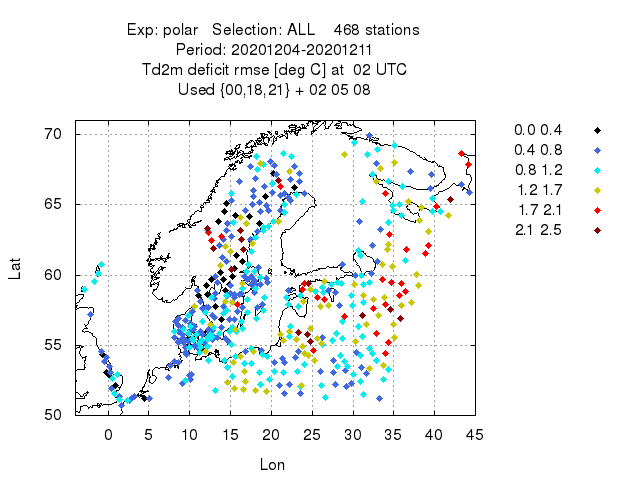 Exp: polar   Selection: ALL    468 stations
Period: 20201204-20201211
Td2m deficit rmse [deg C] at  02 UTC
Used {00,18,21} + 02 05 08
0.0 0.4
0.4 0.8
0.8 1.2
1.2 1.7
1.7 2.1
2.1 2.5
Lat
70
65
60
55
50
0 5 10 15 20 25 30 35 40 45
Lon